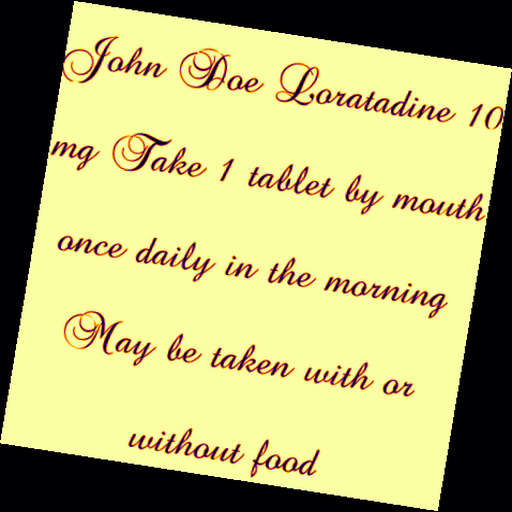 John Doe Loratadine 10
mg Take 1 tablet by mouth
once daily in the morning
May be taken with or
without food